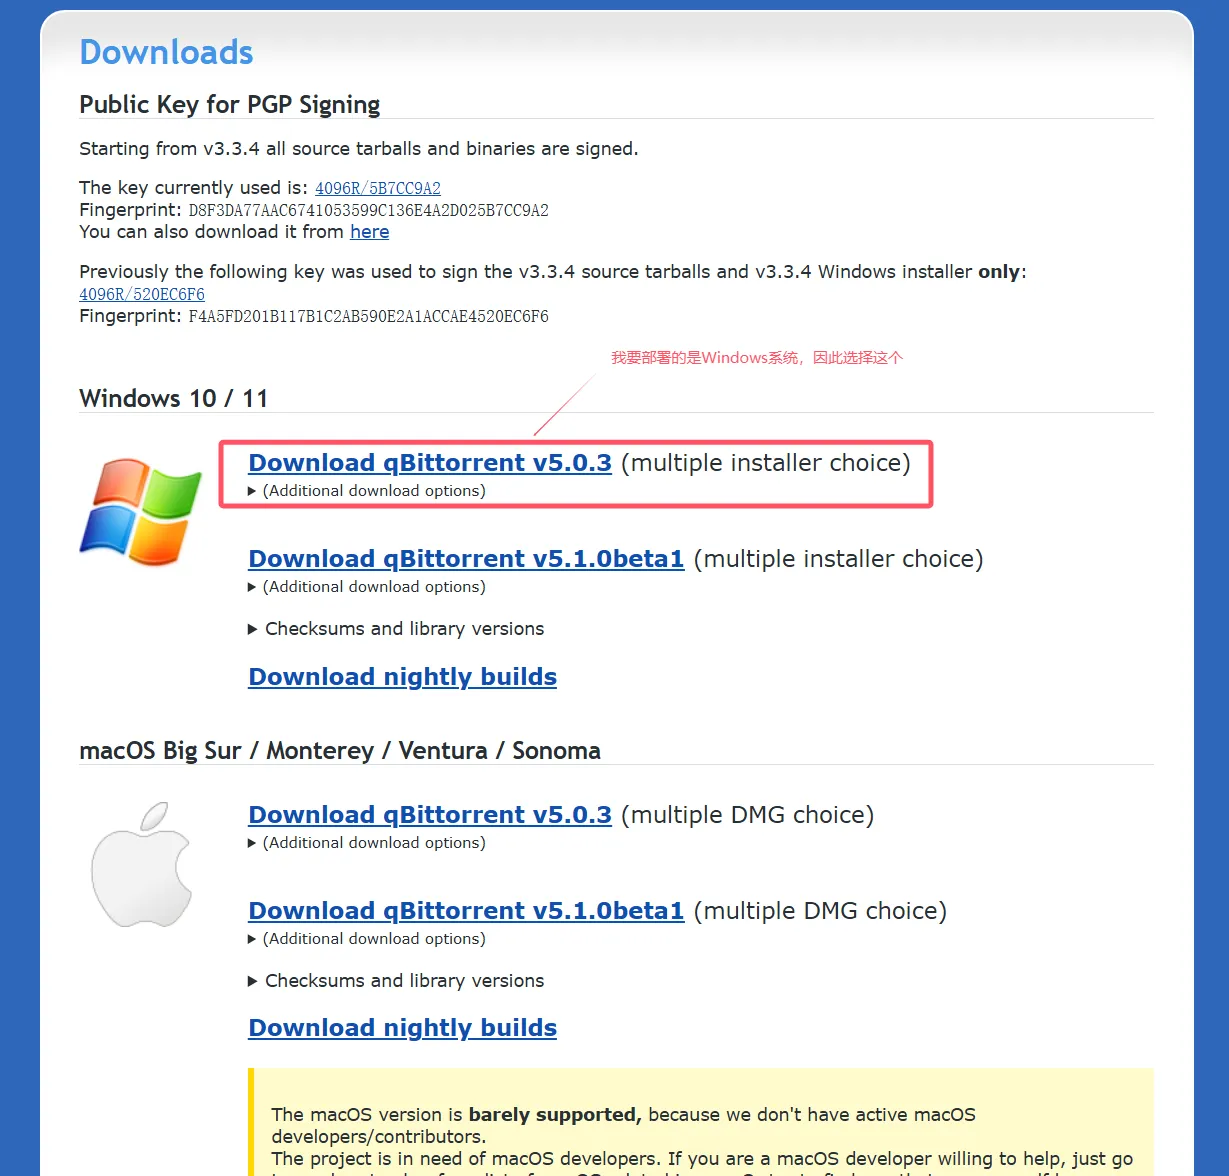 Downloads
Public Key for PGP Signing
Starting from v3.3.4 all source tarballs and binaries are signed.
The key currently used is: 4096R/5B7CC9A2
Fingerprint: D8F3DA77AAC6741053599C136E4A2D025B7CC9A2
You can also download it from here
Previously the following key was used to sign the v3.3.4 source tarballs and v3.3.4 Windows installer only:
4096R/520EC6F6
Fingerprint: F4A5FD201B117B1C2AB590E2A1ACCAE4520EC6F6
我要部署的是Windows系统，因此选择这个
Windows 10 / 11
Download qBittorrent v5.0.3 (multiple installer choice)
▶ (Additional download options)
Download qBittorrent v5.1.0beta1 (multiple installer choice)
▶ (Additional download options)
▶ Checksums and library versions
Download nightly builds
macOS Big Sur / Monterey / Ventura / Sonoma
Download qBittorrent v5.0.3 (multiple DMG choice)
▶ (Additional download options)
Download qBittorrent v5.1.0beta1 (multiple DMG choice)
▶ (Additional download options)
▶ Checksums and library versions
Download nightly builds
The macOS version is barely supported, because we don't have active macOS
developers/contributors.
The project is in need of macOS developers. If you are a macOS developer willing to help, just go